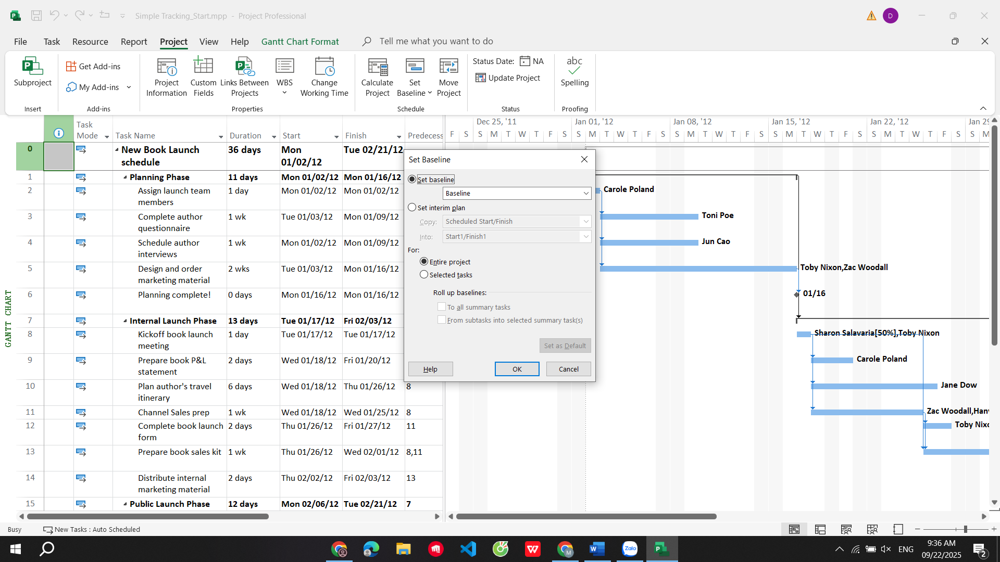 Simple Tracking_Start.mpp - Project Professional
D
File Task Resource Report Project View Help Gantt Chart Format Tell me what you want to do
Subproject
Insert
Get Add-ins
My Add-ins
Add-ins
Project Information
Custom Fields
Links Between Projects
WBS
Change Working Time
Properties
Calculate Project
Set Baseline
Move Project
Schedule
Status Date: NA
Update Project
Status
abc
Spelling
Proofing
Task Mode Task Name Duration Start Finish Predecess
0 New Book Launch schedule 36 days Mon 01/02/12 Tue 02/21/12
1 Planning Phase 11 days Mon 01/02/12 Mon 01/16/12
2 Assign launch team members 1 day Mon 01/02/12 Mon 01/02/12
3 Complete author questionnaire 1 wk Tue 01/03/12 Mon 01/09/12
4 Schedule author interviews 1 wk Mon 01/02/12 Mon 01/09/12
5 Design and order marketing material 2 wks Tue 01/03/12 Mon 01/16/12
6 Planning complete! 0 days Mon 01/16/12 Mon 01/16/12
7 Internal Launch Phase 13 days Tue 01/17/12 Fri 02/03/12
8 Kickoff book launch meeting 1 day Tue 01/17/12 Tue 01/17/12
9 Prepare book P&L statement 2 days Wed 01/18/12 Fri 01/20/12
10 Plan author's travel itinerary 6 days Wed 01/18/12 Thu 01/26/12 8
11 Channel Sales prep 1 wk Wed 01/18/12 Wed 01/25/12 8
12 Complete book launch form 2 days Thu 01/26/12 Fri 01/27/12 11
13 Prepare book sales kit 1 wk Thu 01/26/12 Wed 02/01/12 8,11
14 Distribute internal marketing material 2 days Thu 02/02/12 Fri 02/03/12 13
15 Public Launch Phase 12 days Mon 02/06/12 Tue 02/21/12 7
GANTT CHART
Dec 25, '11 Jan 01, '12 Jan 08, '12 Jan 15, '12 Jan 22, '12 Jan 29
F S S M T W T F S S M T W T F S S M T W T F S S M T W T F S S M T W T F S S M
Carole Poland
Toni Poe
Jun Cao
Toby Nixon,Zac Woodall
01/16
Sharon Salavaria[50%],Toby Nixon
Carole Poland
Jane Dow
Zac Woodall,Han
Toby Nix
Set Baseline
Set baseline
Baseline
Set interim plan
Copy: Scheduled Start/Finish
Into: Start1/Finish1
For:
Entire project
Selected tasks
Roll up baselines:
To all summary tasks
From subtasks into selected summary task(s)
Set as Default
Help OK Cancel
Busy New Tasks : Auto Scheduled
Zalo
M
ENG
9:36 AM
09/22/2025
2